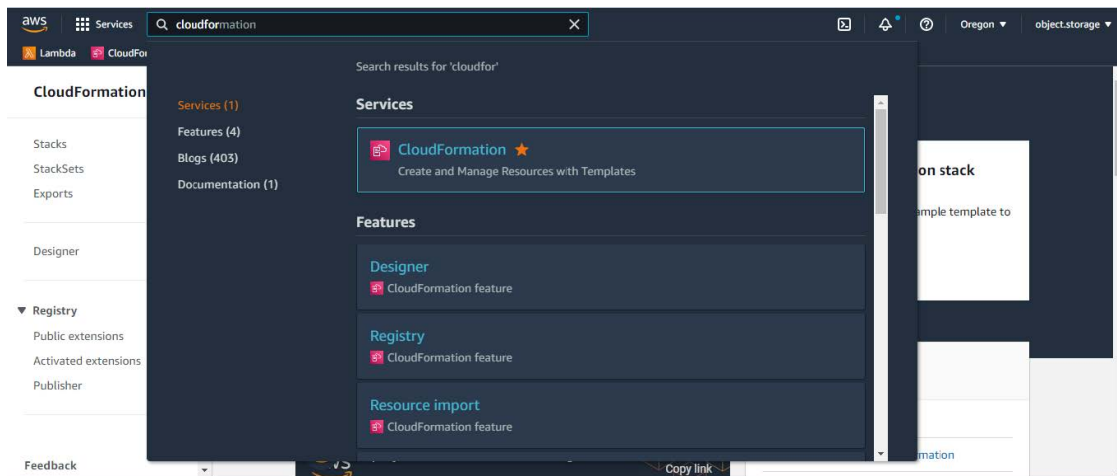 aws
Services
cloudformation
Oregon ▼
object.storage ▼
Lambda
CloudFor
CloudFormation
Stacks
StackSets
Exports
Designer
▼ Registry
Public extensions
Activated extensions
Publisher
Feedback
Search results for 'cloudfor'
Services (1)
Features (4)
Blogs (403)
Documentation (1)
Services
CloudFormation
Create and Manage Resources with Templates
Features
Designer
CloudFormation feature
Registry
CloudFormation feature
Resource import
CloudFormation feature
on stack
ample template to
mation
Copy link